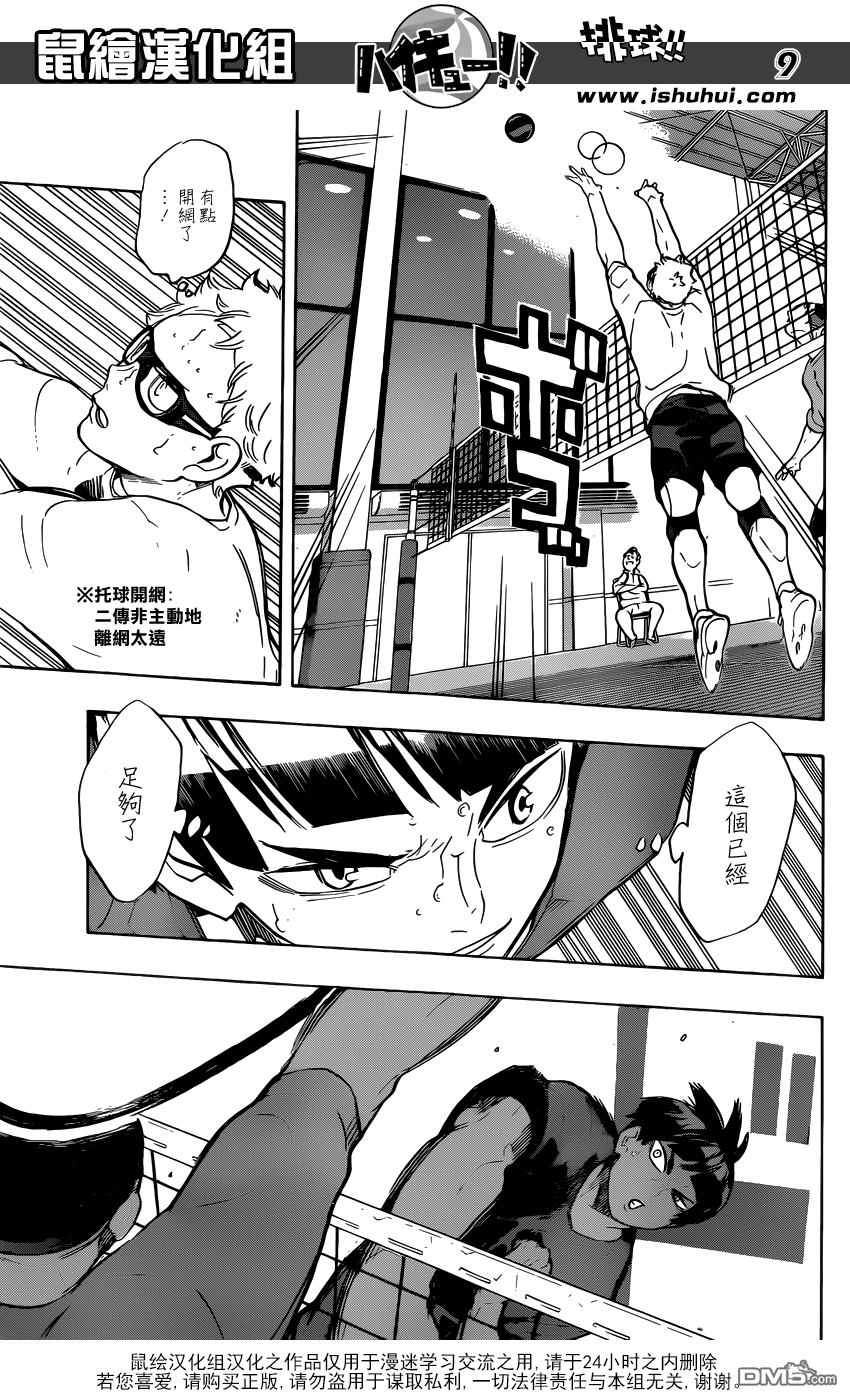 鼠繪漢化組
ハイキュー!!
排球!!
9
www.ishuhui.com
ボフ
有點
開網了
…!
※托球開網:
二傳非主動地
離網太遠
這個已經
足夠了
鼠绘汉化组汉化之作品仅用于漫迷学习交流之用,请于24小时之内删除
若您喜爱,请购买正版,请勿盗用于谋取私利,一切法律责任与本组无关,谢谢。
DM5.com